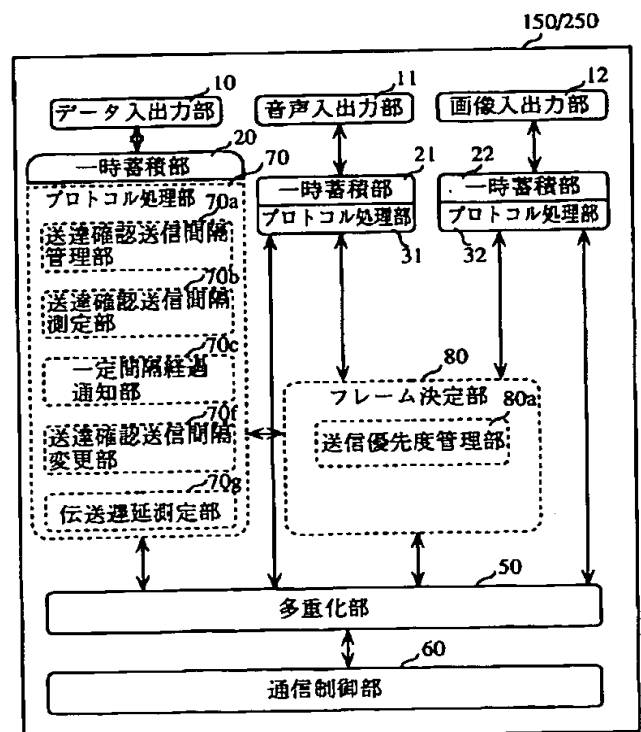 150/250
10
11
12
データ入出力部
音声入出力部
画像入出力部
20
一時蓄積部
70
プロトコル処理部
70a
送達確認送信間隔
管理部
70b
送達確認送信間隔
測定部
70c
一定間隔経過
通知部
70f
送達確認送信間隔
変更部
70g
伝送遅延測定部
21
一時蓄積部
プロトコル処理部
31
22
一時蓄積部
プロトコル処理部
32
80
フレーム決定部
80a
送信優先度管理部
50
多重化部
60
通信制御部